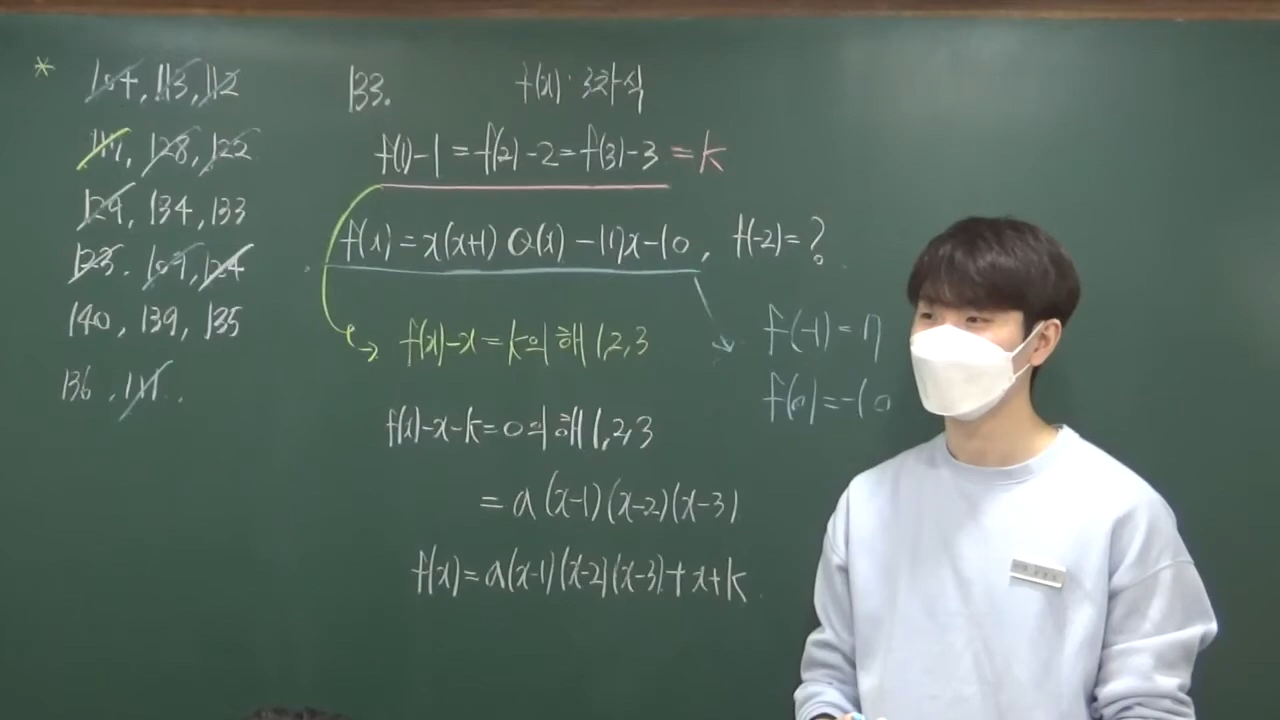 * 104, 113, 112
111, 128, 122
129, 134, 133
123. 109, 124
140, 139, 135
136, 111.
133. f(x) : 3차식
f(1)-1=f(2)-2=f(3)-3=k
f(x)=x(x+1)Q(x)-17x-10, f(-2)=?
f(x)-x=k의 해 1,2,3
f(-1)=7
f(0)=-10
f(x)-x-k=0의 해 1,2,3
=a(x-1)(x-2)(x-3)
f(x)=a(x-1)(x-2)(x-3)+x+k